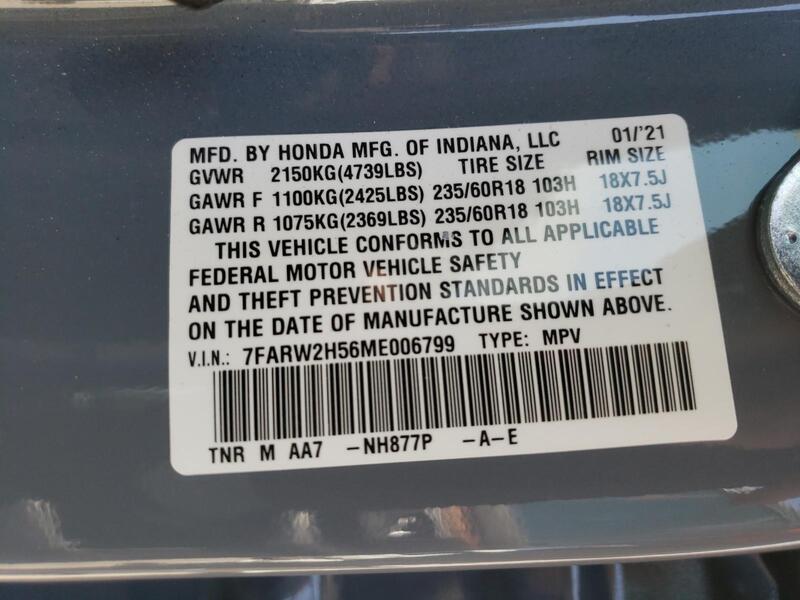 MFD. BY HONDA MFG. OF INDIANA, LLC 01/'21
GVWR 2150KG(4739LBS) TIRE SIZE RIM SIZE
GAWR F 1100KG(2425LBS) 235/60R18 103H 18X7.5J
GAWR R 1075KG(2369LBS) 235/60R18 103H 18X7.5J
THIS VEHICLE CONFORMS TO ALL APPLICABLE
FEDERAL MOTOR VEHICLE SAFETY
AND THEFT PREVENTION STANDARDS IN EFFECT
ON THE DATE OF MANUFACTURE SHOWN ABOVE.
V.I.N.: 7FARW2H56ME006799 TYPE: MPV
TNR M AA7 -NH877P -A-E